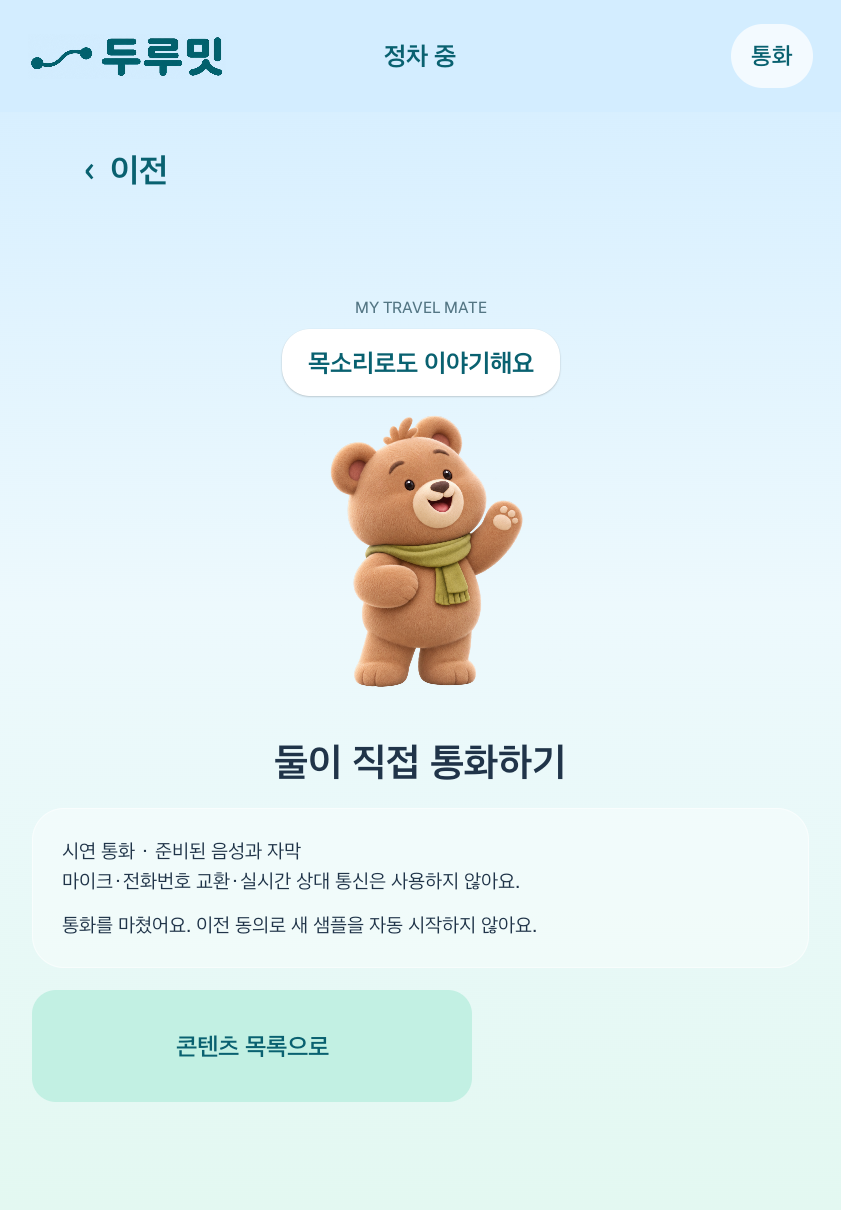 두루밋
정차 중
통화
‹ 이전
MY TRAVEL MATE
목소리로도 이야기해요
둘이 직접 통화하기
시연 통화 · 준비된 음성과 자막
마이크·전화번호 교환·실시간 상대 통신은 사용하지 않아요.
통화를 마쳤어요. 이전 동의로 새 샘플을 자동 시작하지 않아요.
콘텐츠 목록으로